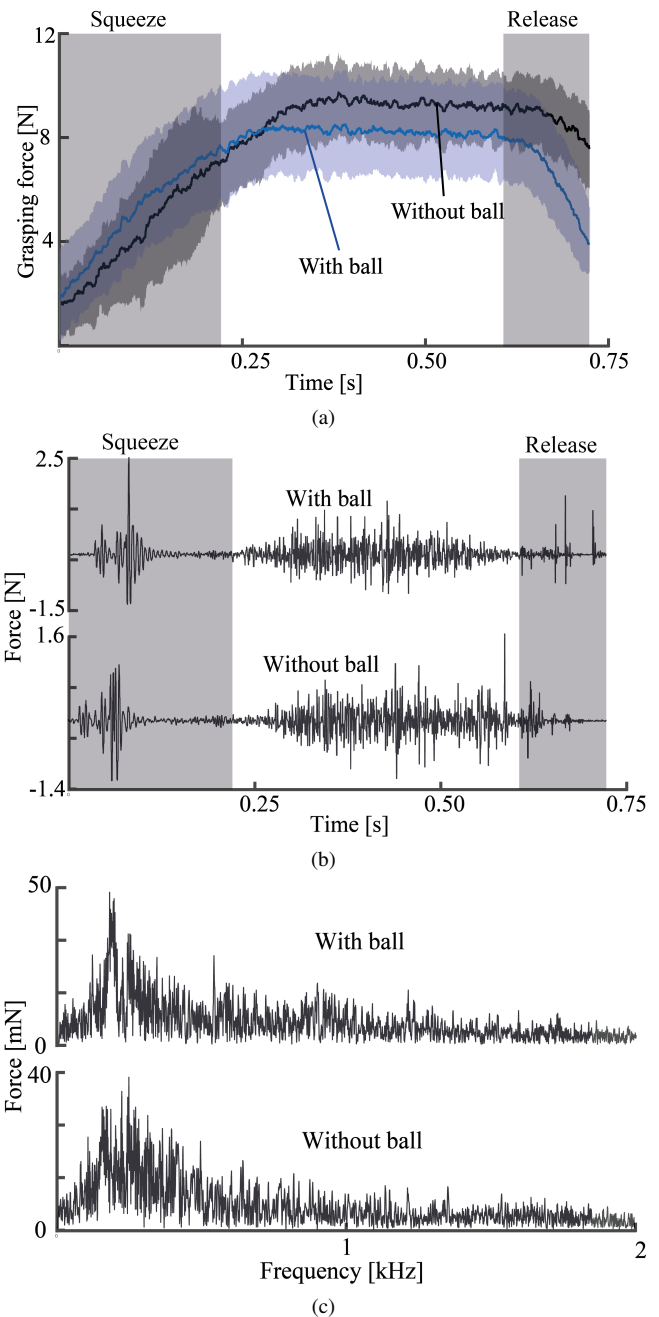 Squeeze
Release
12
8
4
0
Grasping force [N]
Without ball
With ball
0.25
0.50
0.75
Time [s]
(a)
Squeeze
Release
2.5
With ball
-1.5
1.6
Force [N]
Without ball
-1.4
0
0.25
0.50
0.75
Time [s]
(b)
50
With ball
0
Force [mN]
40
Without ball
0
1
2
Frequency [kHz]
(c)